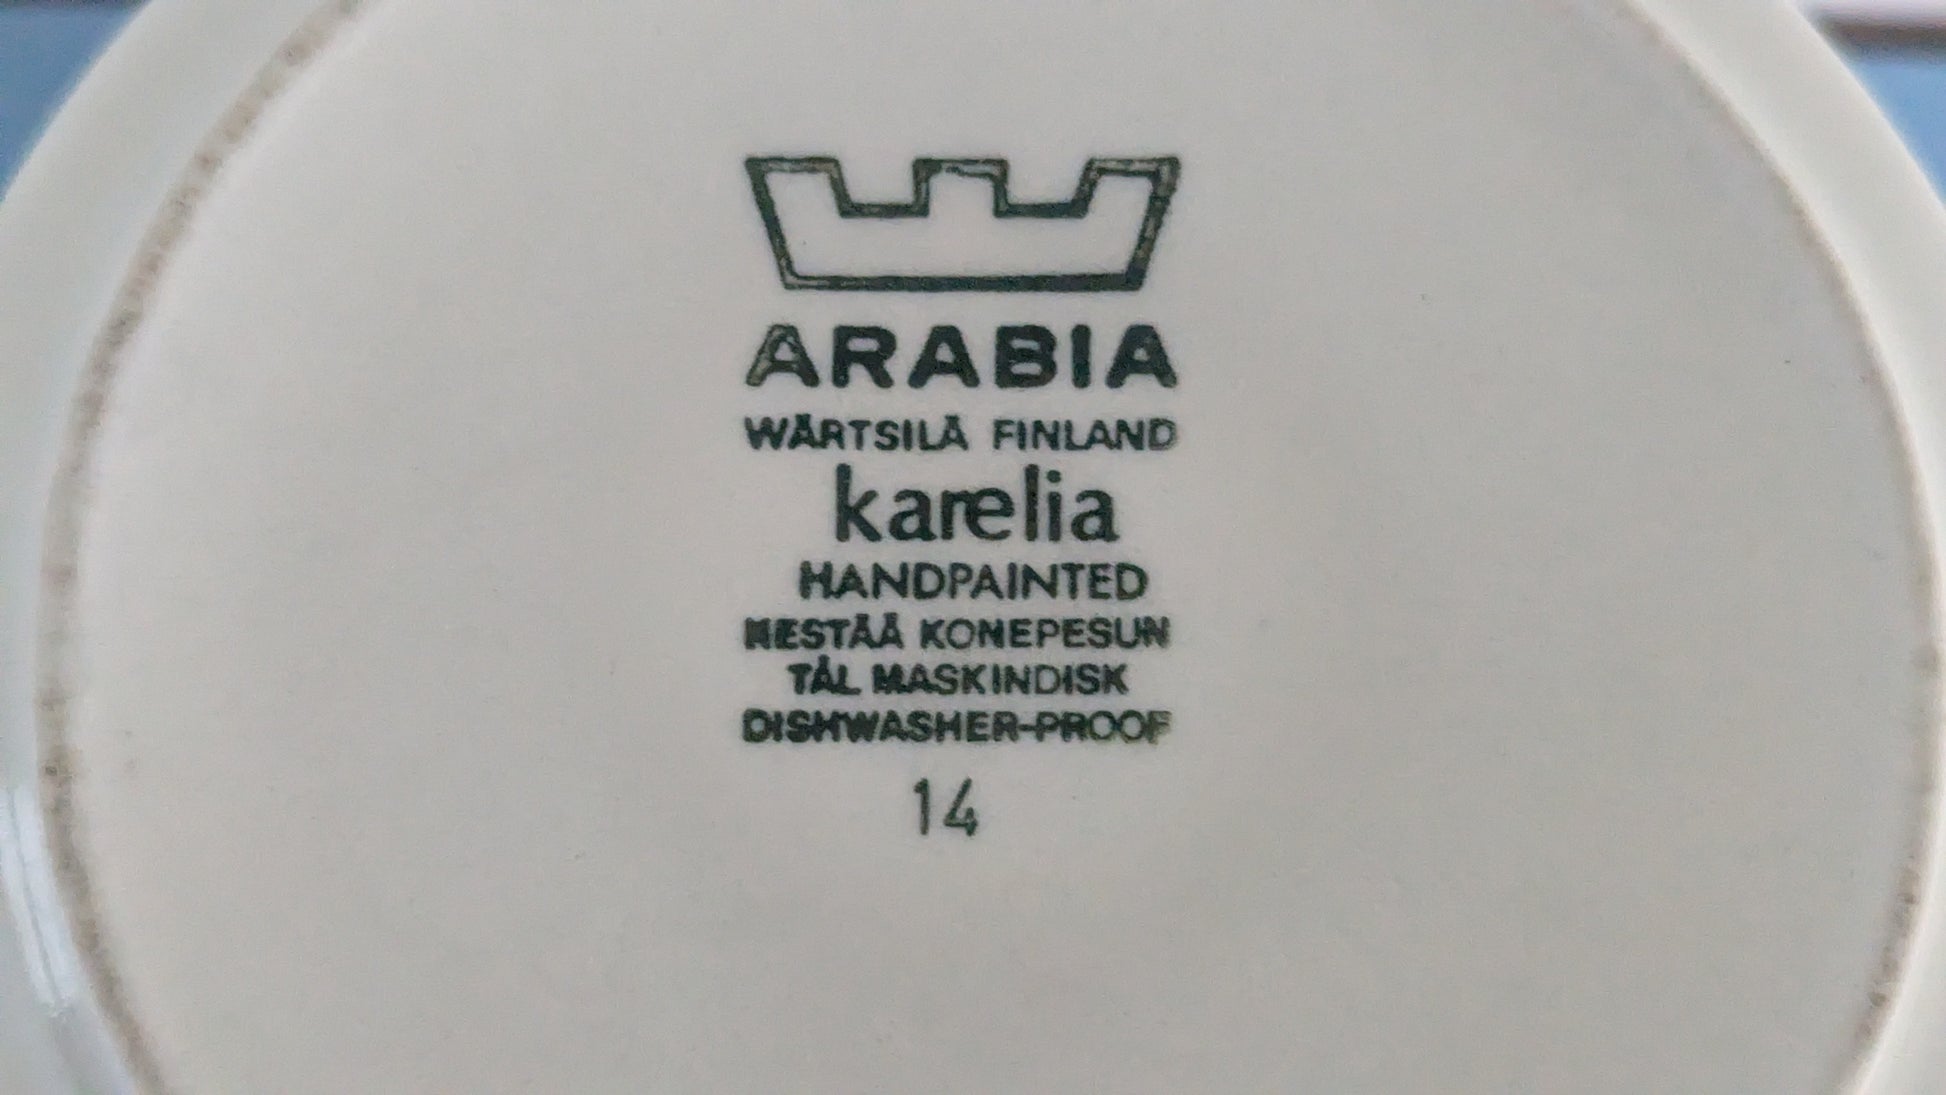 ARABIA
WÄRTSILÄ FINLAND
karelia
HANDPAINTED
KESTÄÄ KONEPESUN
TÅL MASKINDISK
DISHWASHER-PROOF
14